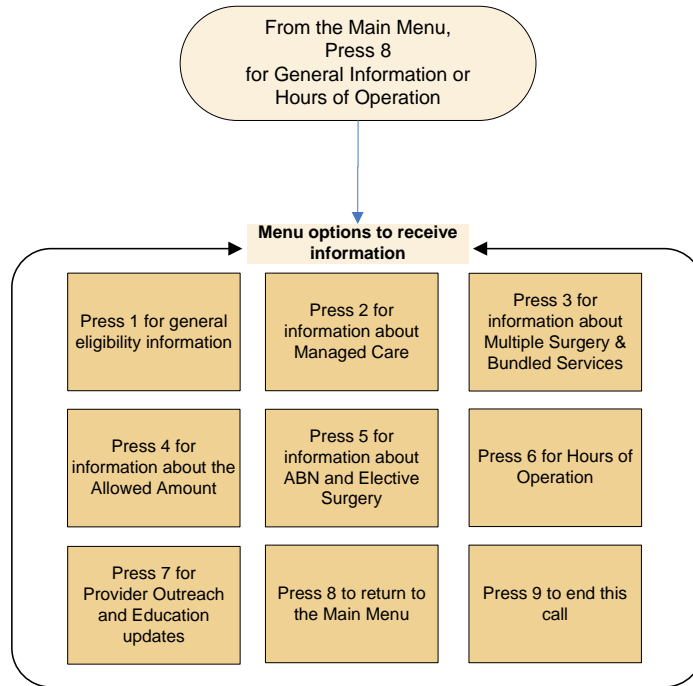 From the Main Menu,
Press 8
for General Information or
Hours of Operation
Menu options to receive
information
Press 1 for general
eligibility information
Press 2 for
information about
Managed Care
Press 3 for
information about
Multiple Surgery &
Bundled Services
Press 4 for
information about the
Allowed Amount
Press 5 for
information about
ABN and Elective
Surgery
Press 6 for Hours of
Operation
Press 7 for
Provider Outreach
and Education
updates
Press 8 to return to
the Main Menu
Press 9 to end this
call